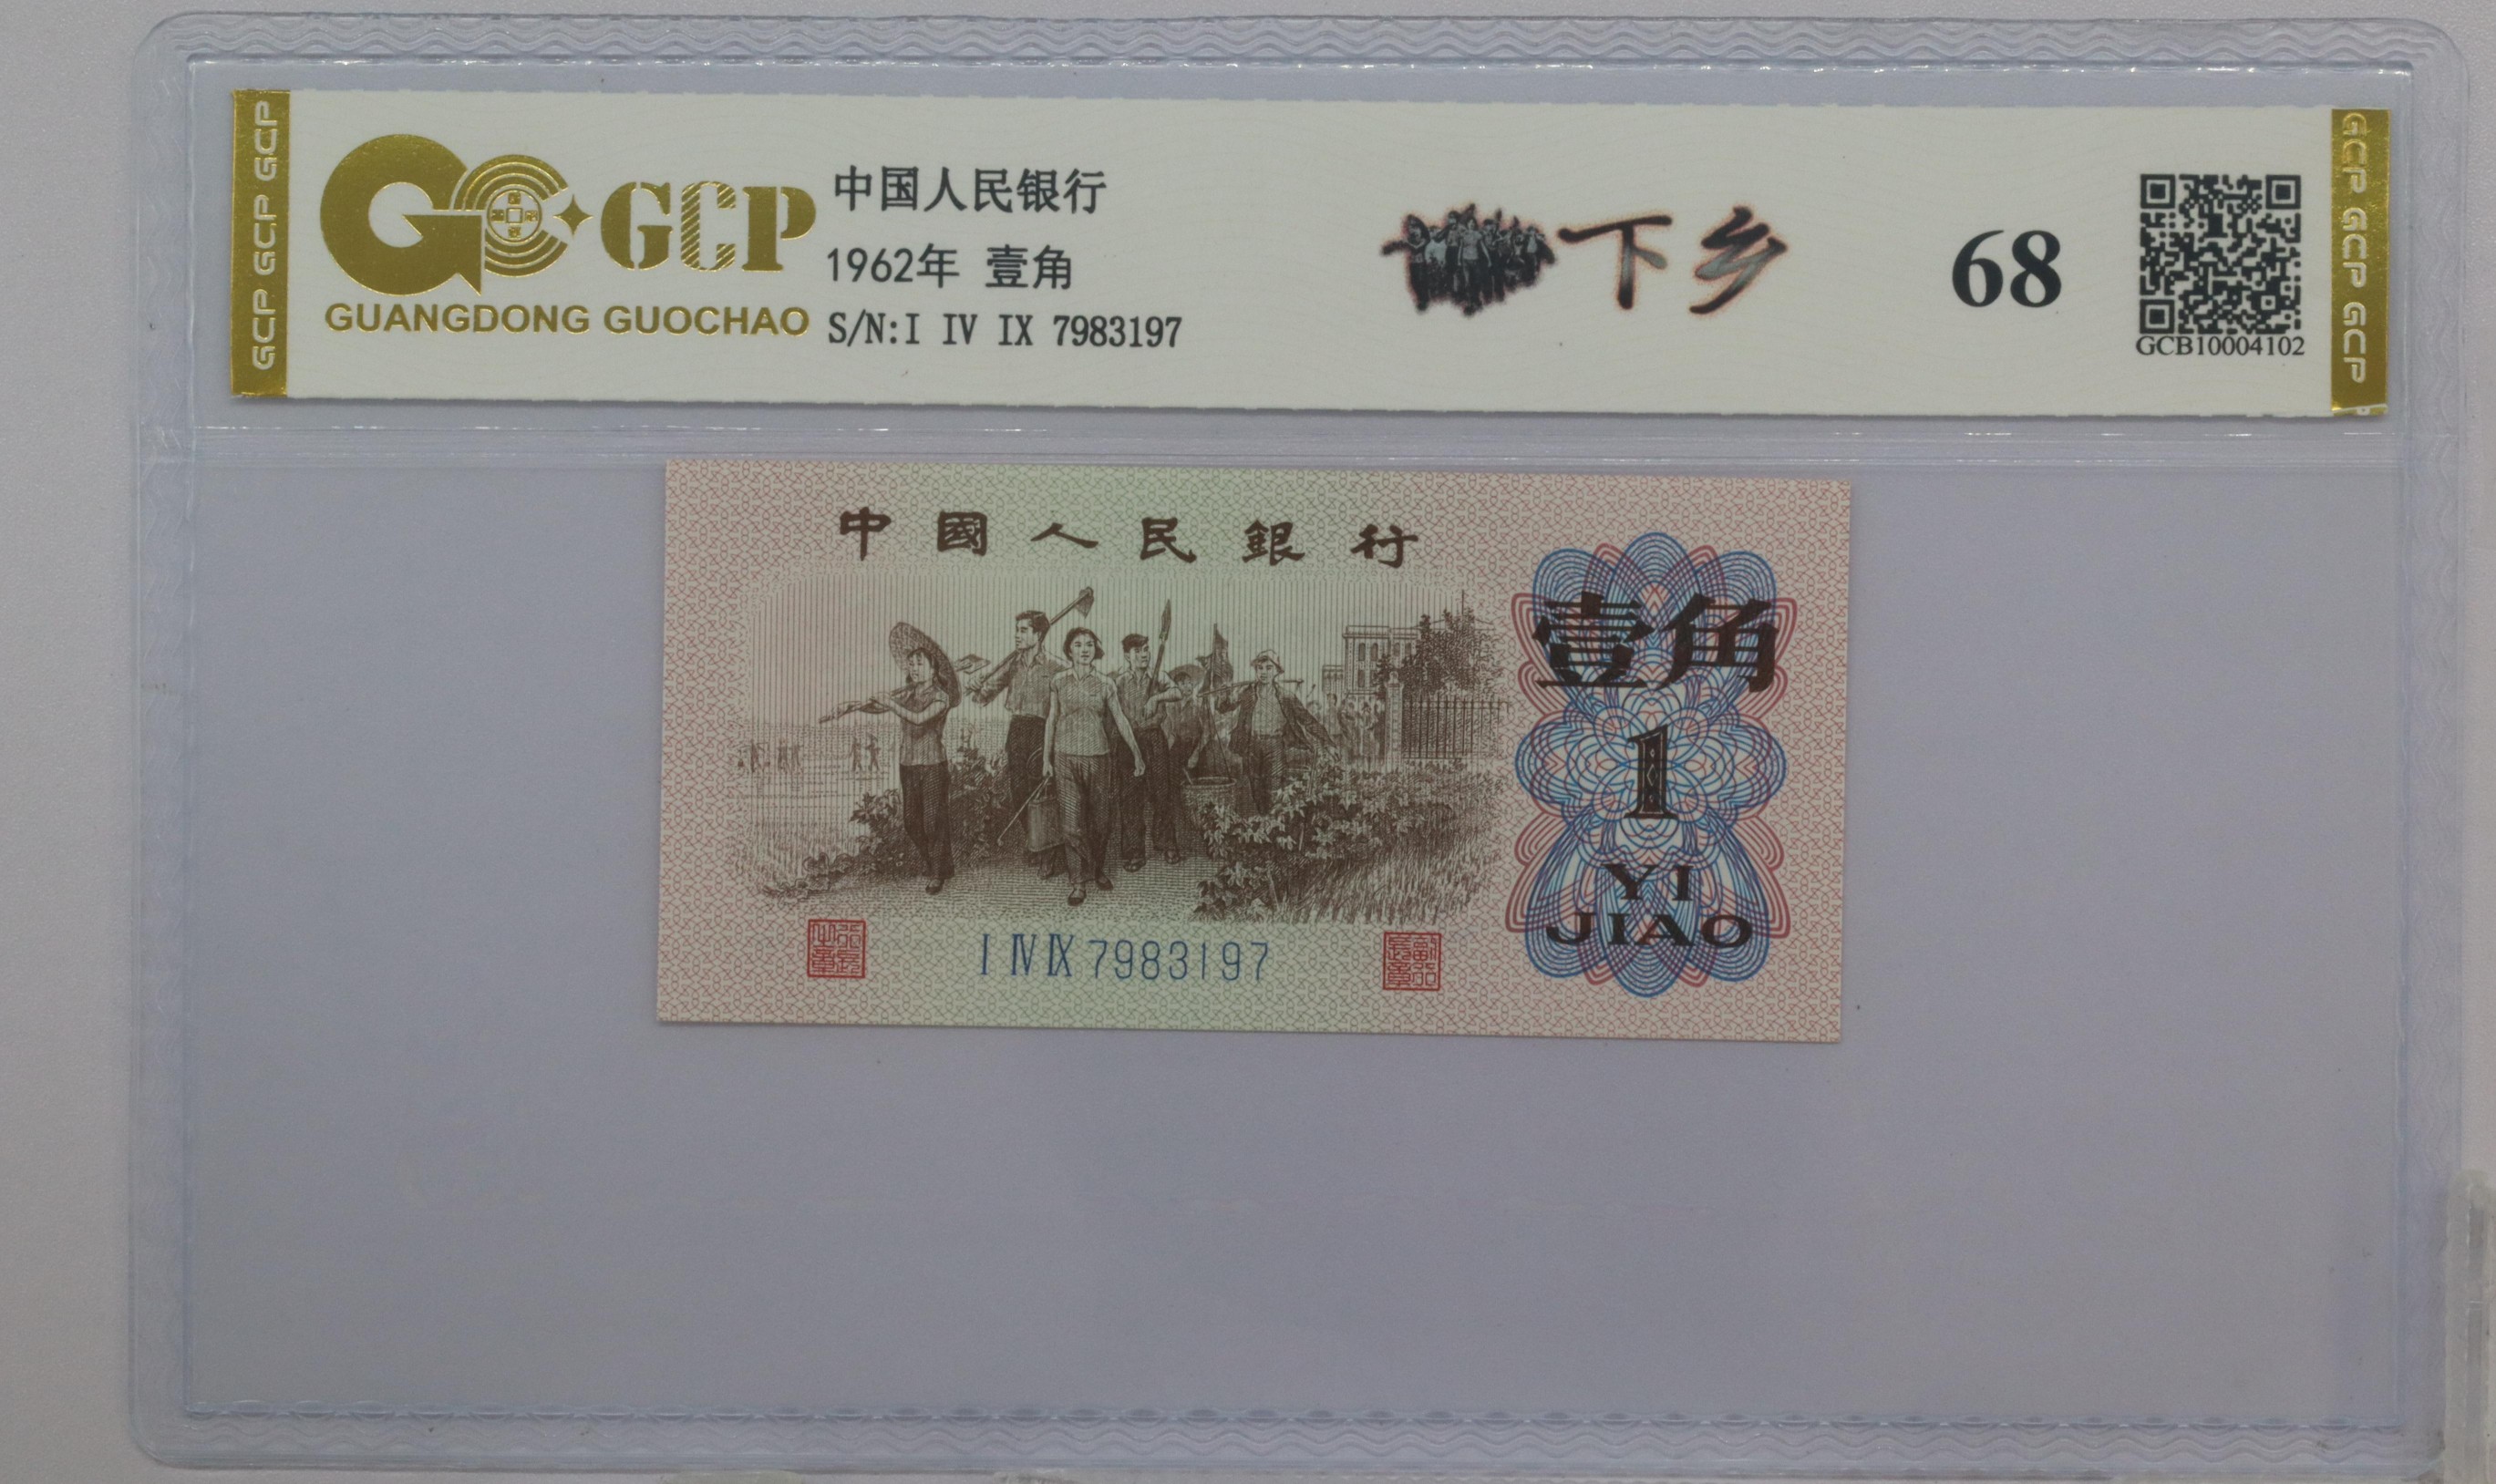 GCP GCP GCP
GCP
GUANGDONG GUOCHAO
中国人民银行
1962年 壹角
S/N:I IV IX 7983197
下乡
68
GCB10004102
GCP GCP GCP GCP
中國人民銀行
壹角
1
YI
JIAO
I IV IX 7983197